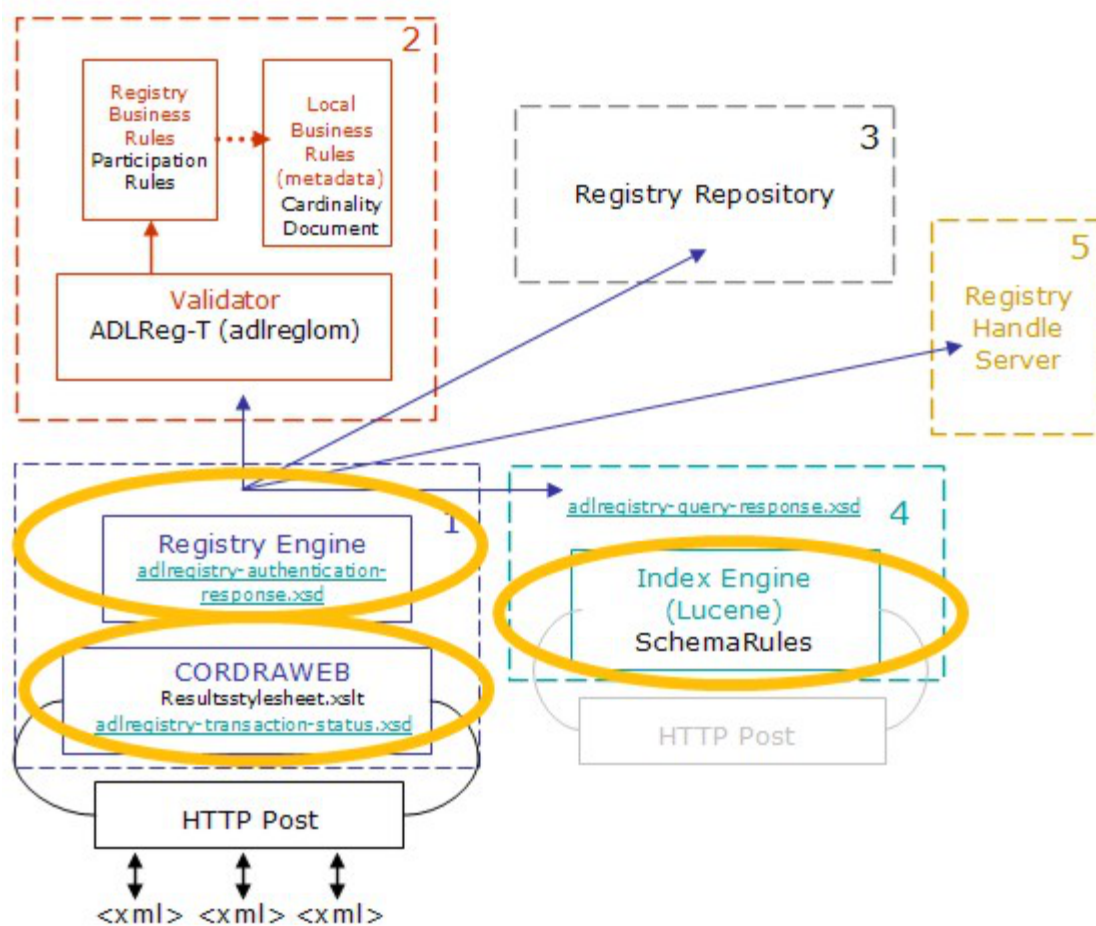 2
Registry
Business
Rules
Participation
Rules
Local
Business
Rules
(metadata)
Cardinality
Document
Validator
ADLReg-T (adlreglom)
3
Registry Repository
5
Registry
Handle
Server
1
Registry Engine
adlregistry-authentication-
response.xsd
CORDRAWEB
Resultsstylesheet.xslt
adlregistry-transaction-status.xsd
HTTP Post
<xml> <xml> <xml>
adlregistry-query-response.xsd
4
Index Engine
(Lucene)
SchemaRules
HTTP Post